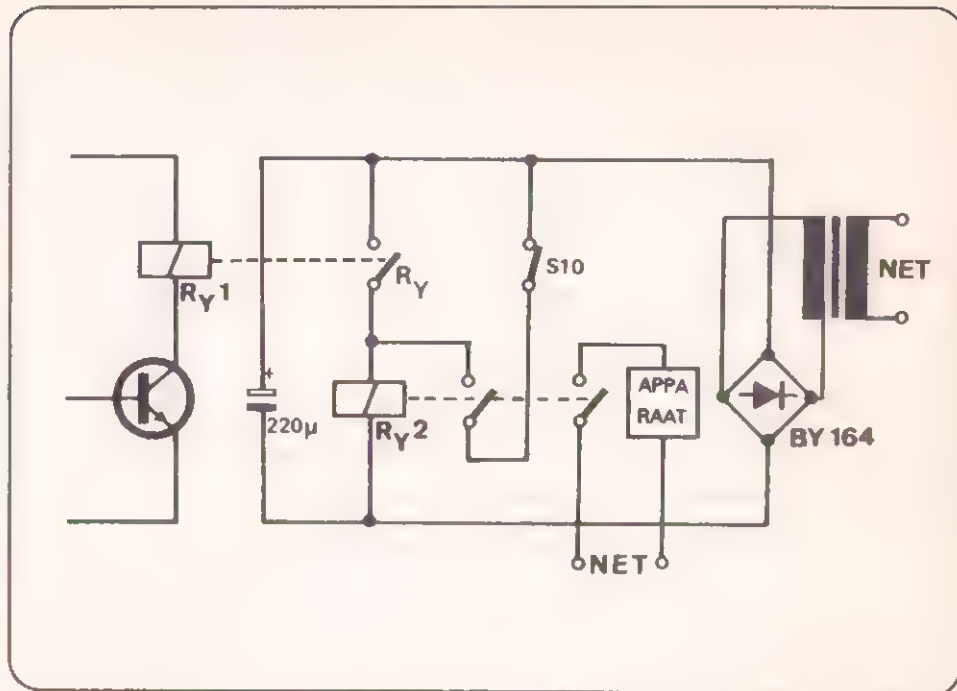 RY1
+
220µ
RY
RY2
S10
APPA
RAAT
NET
BY 164
NET